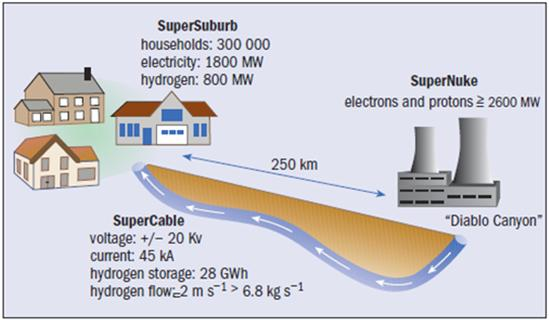 SuperSuburb
households: 300 000
electricity: 1800 MW
hydrogen: 800 MW
SuperNuke
electrons and protons ≧ 2600 MW
250 km
"Diablo Canyon"
SuperCable
voltage: +/– 20 Kv
current: 45 kA
hydrogen storage: 28 GWh
hydrogen flow:=2 m s⁻¹ > 6.8 kg s⁻¹